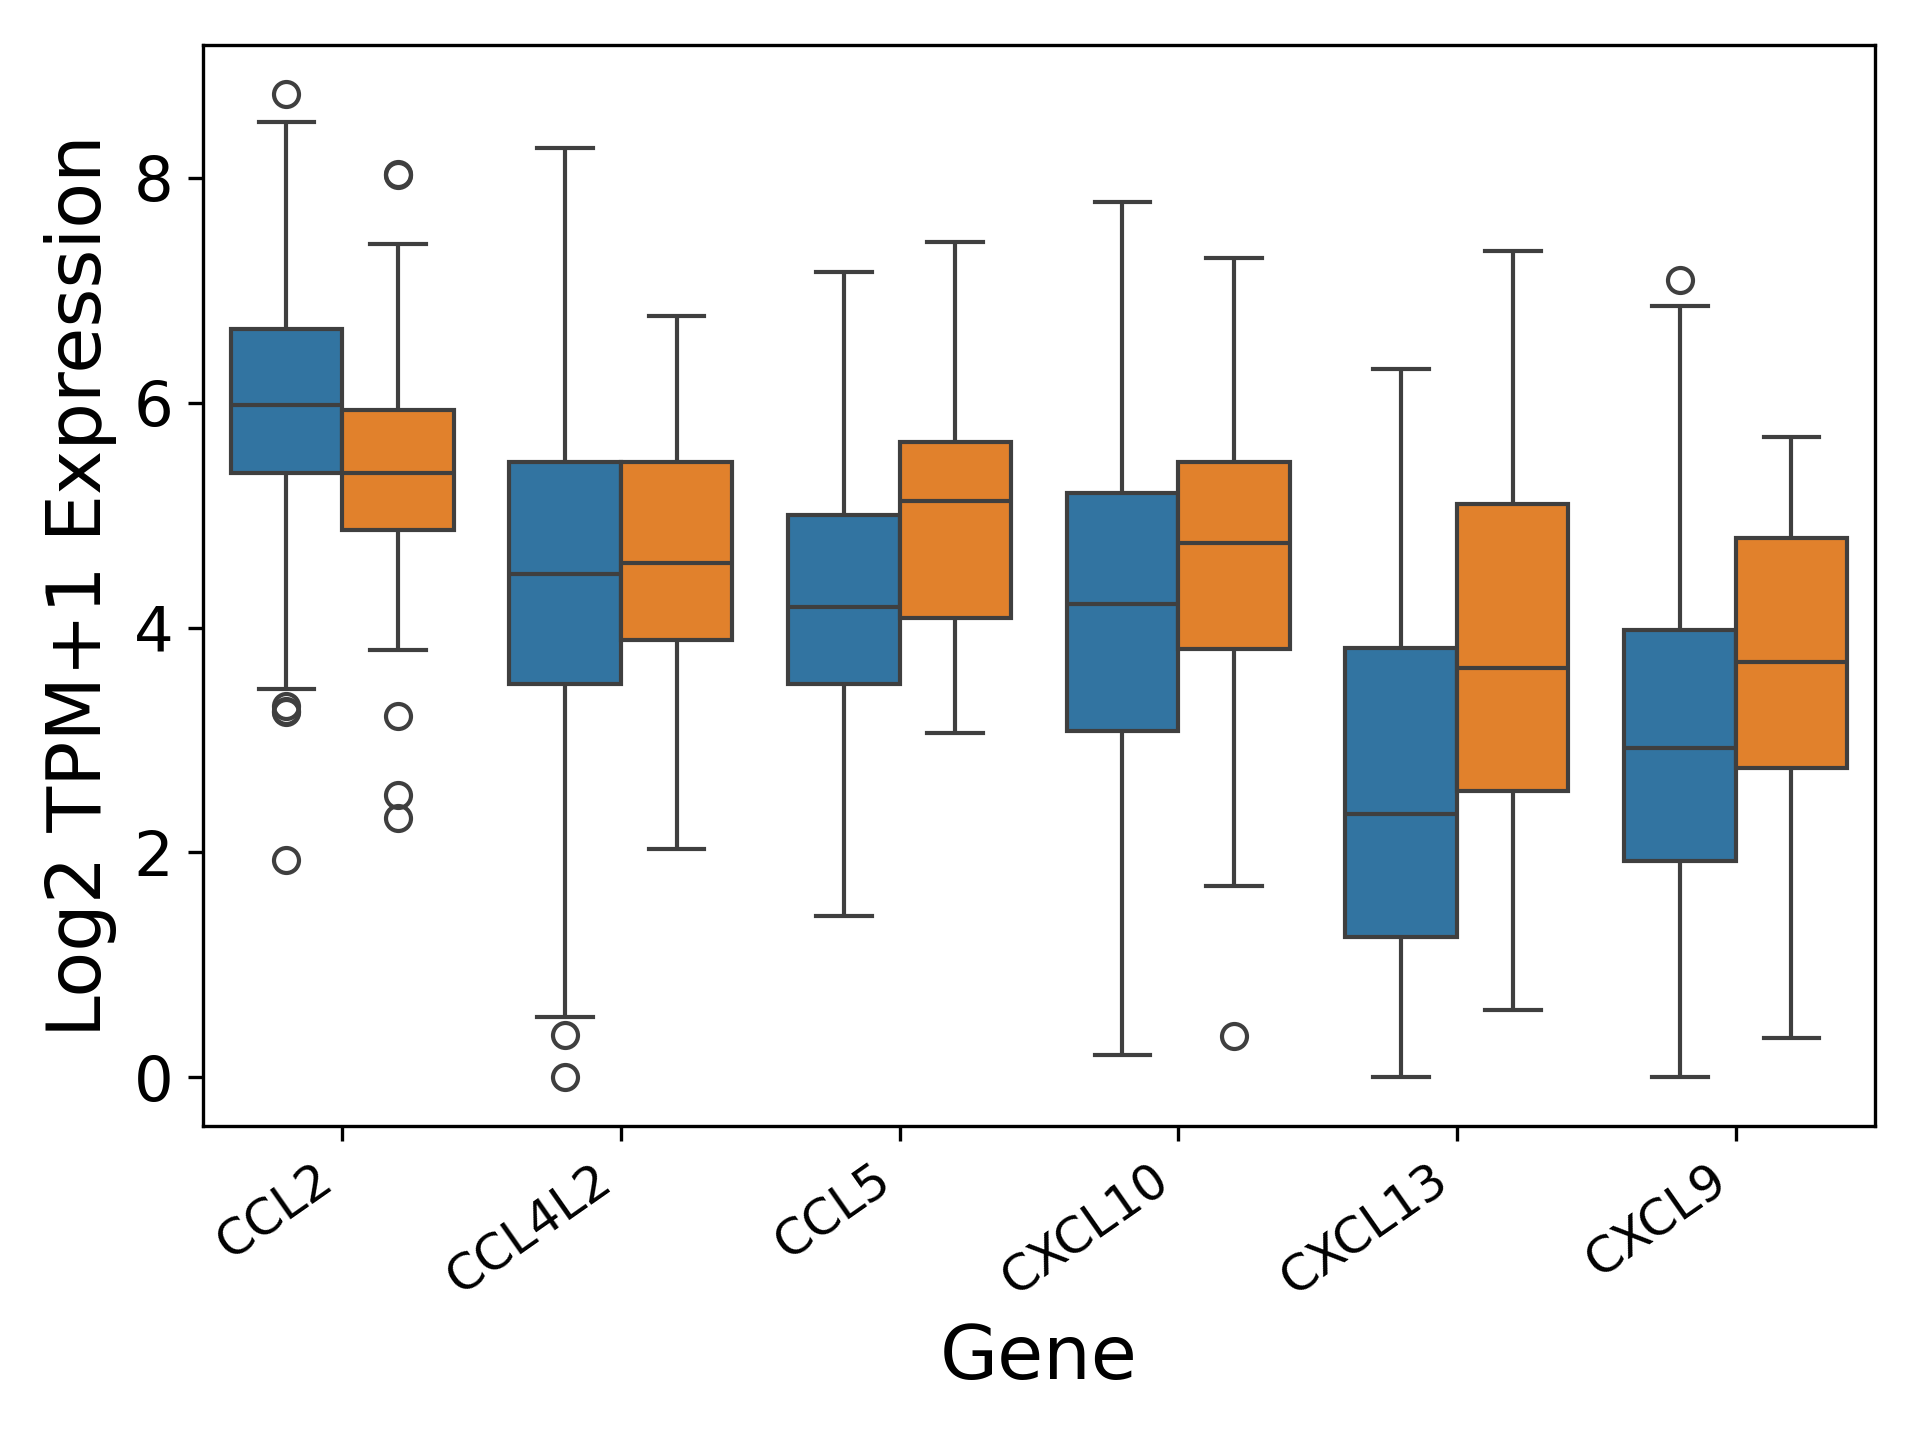 Log2 TPM+1 Expression
8
6
4
2
0
CCL2
CCL4L2
CCL5
CXCL10
CXCL13
CXCL9
Gene